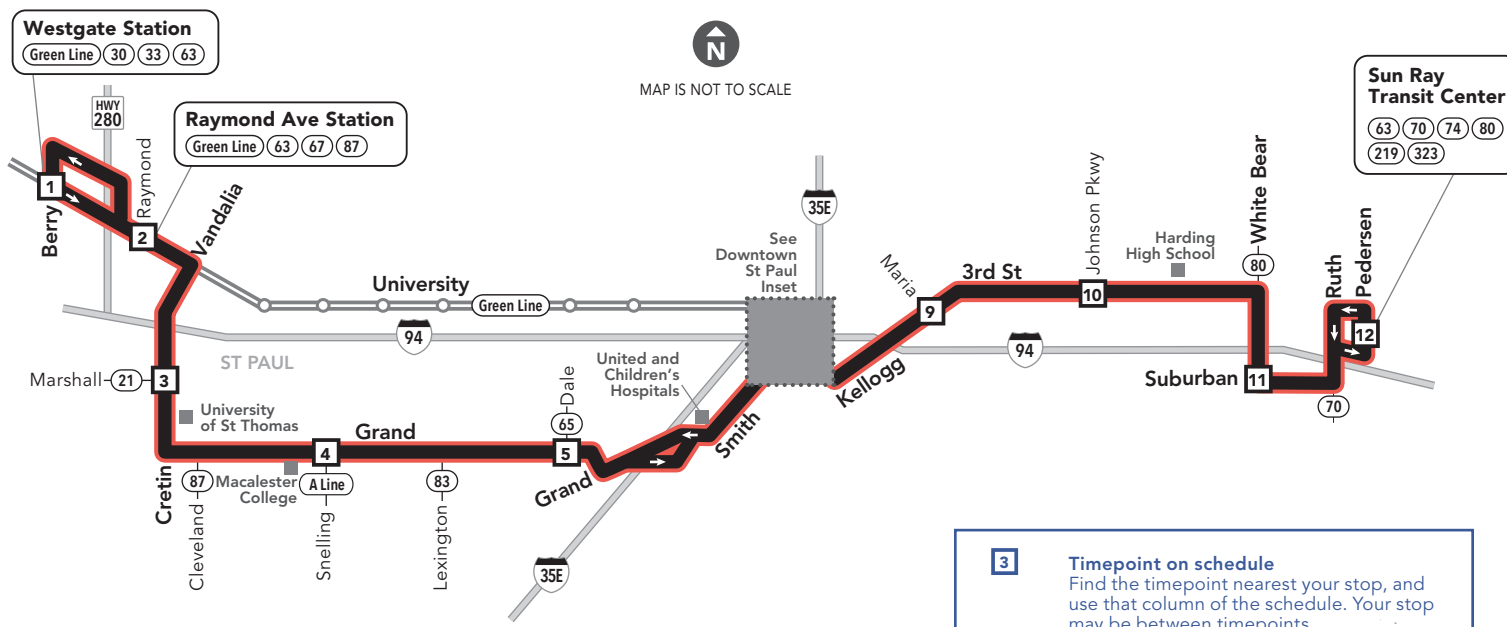 Westgate Station
Green Line 30 33 63
HWY
280
Raymond
Raymond Ave Station
Green Line 63 67 87
N
MAP IS NOT TO SCALE
Sun Ray
Transit Center
63 70 74 80
219 323
1
Berry
2
Vandalia
University
Green Line
94
ST PAUL
35E
See
Downtown
St Paul
Inset
Maria
9
3rd St
Johnson Pkwy
10
Harding
High School
White Bear
80
Ruth
Pedersen
12
94
Kellogg
Suburban
11
70
Marshall
21
3
University
of St Thomas
Cretin
87
Cleveland
Grand
Macalester
College
4
A Line
Snelling
83
Lexington
Dale
65
5
Grand
United and
Children's
Hospitals
Smith
35E
3
Timepoint on schedule
Find the timepoint nearest your stop, and
use that column of the schedule. Your stop
may be between timepoints